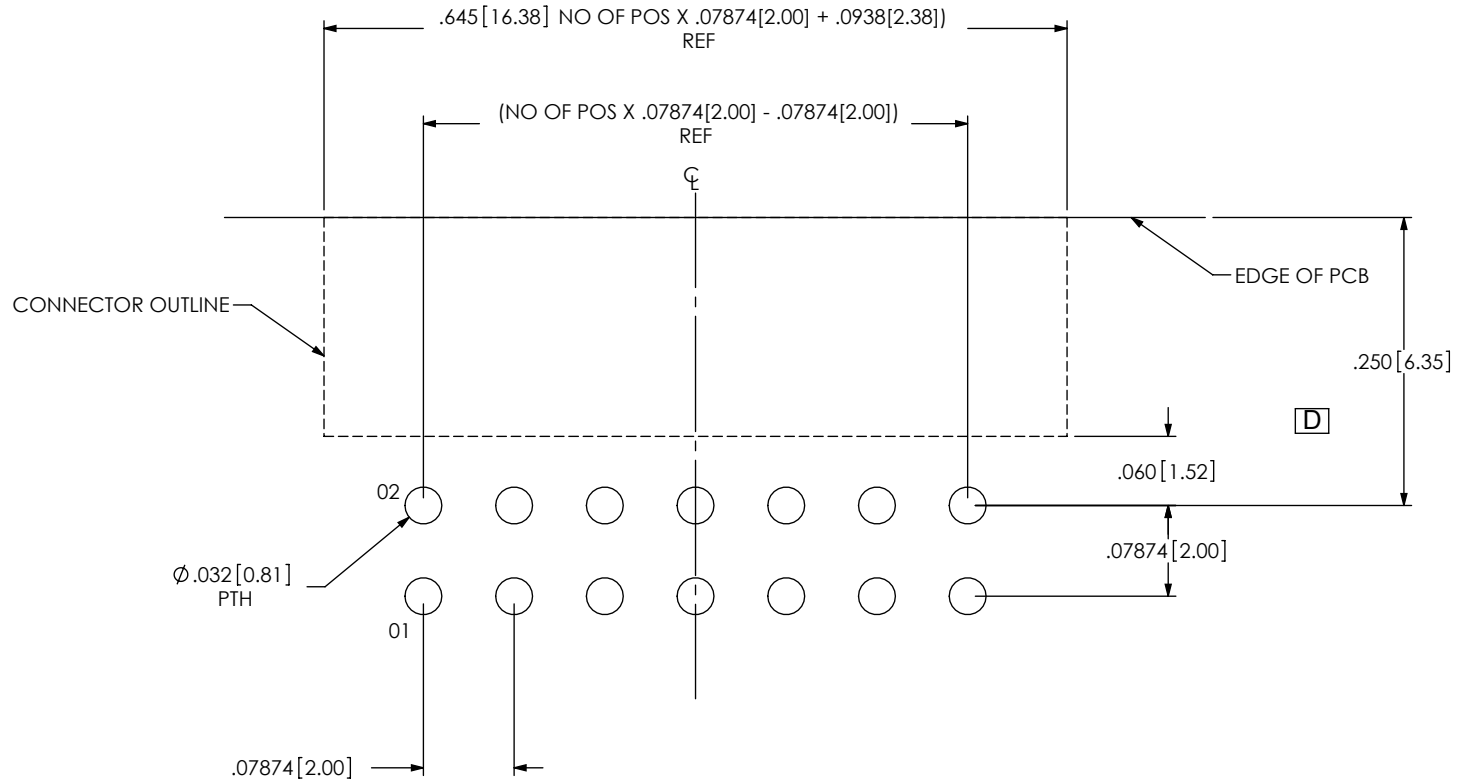 .645[16.38] NO OF POS X .07874[2.00] + .0938[2.38])
REF
(NO OF POS X .07874[2.00] - .07874[2.00])
REF
℄
EDGE OF PCB
CONNECTOR OUTLINE
.250[6.35]
D
.060[1.52]
02
.07874[2.00]
Ø.032[0.81]
PTH
01
.07874[2.00]